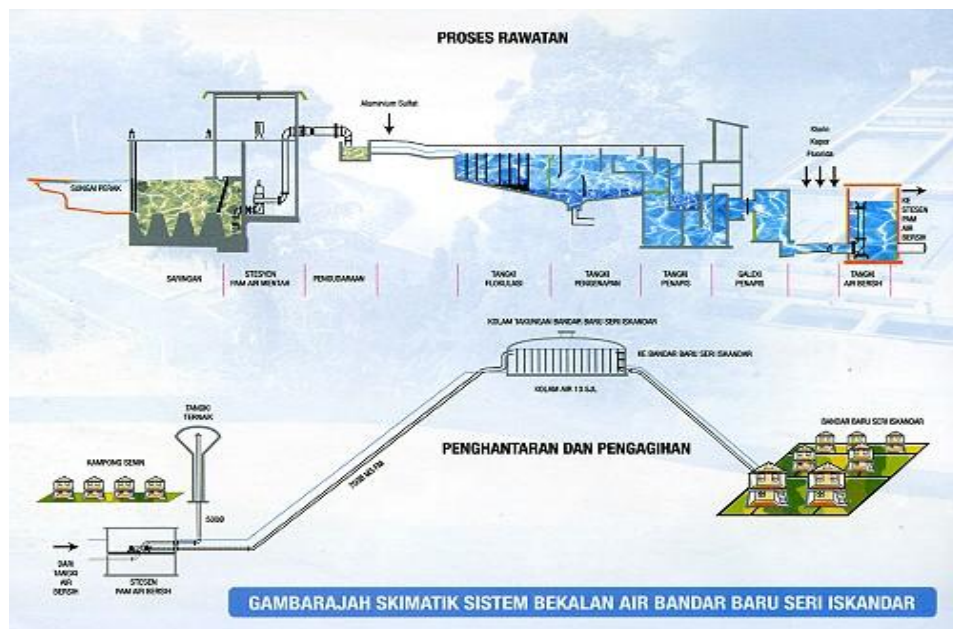 PROSES RAWATAN
Aluminium Sulfat
Klorin
Kapur
Fluorida
SUNGAI PERAK
KE
STESEN
PAM
AIR
BERSIH
SARINGAN
STESYEN
PAM AIR MENTAH
PENGUDARAAN
TANGKI
FLOKULASI
TANGKI
PENGENAPAN
TANGKI
PENAPIS
GALERI
PENAPIS
TANGKI
AIR BERSIH
KOLAM TAKUNGAN BANDAR BARU SERI ISKANDAR
KE BANDAR BARU SERI ISKANDAR
KOLAM AIR 13.5JL
TANGKI
TERNAIK
BANDAR BARU SERI ISKANDAR
PENGHANTARAN DAN PENGAGIHAN
KAMPONG SENIN
DARI
TANGKI
AIR
BERSIH
STESEN
PAM AIR BERSIH
GAMBARAJAH SKIMATIK SISTEM BEKALAN AIR BANDAR BARU SERI ISKANDAR